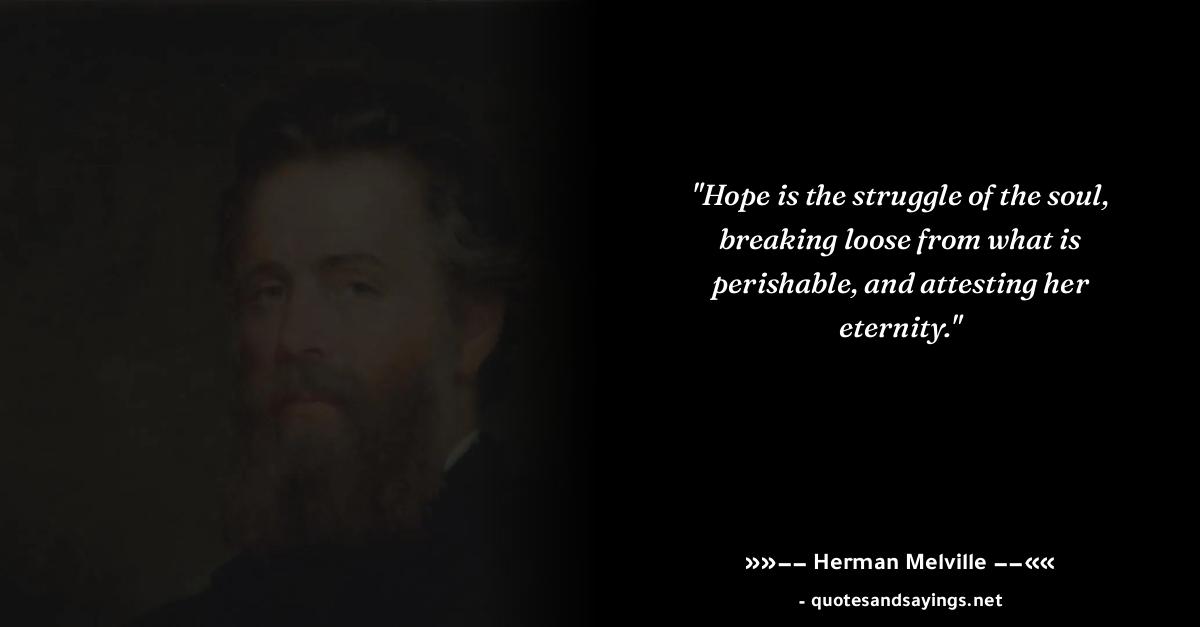 "Hope is the struggle of the soul,
breaking loose from what is
perishable, and attesting her
eternity."
»»−− Herman Melville −−««
- quotesandsayings.net